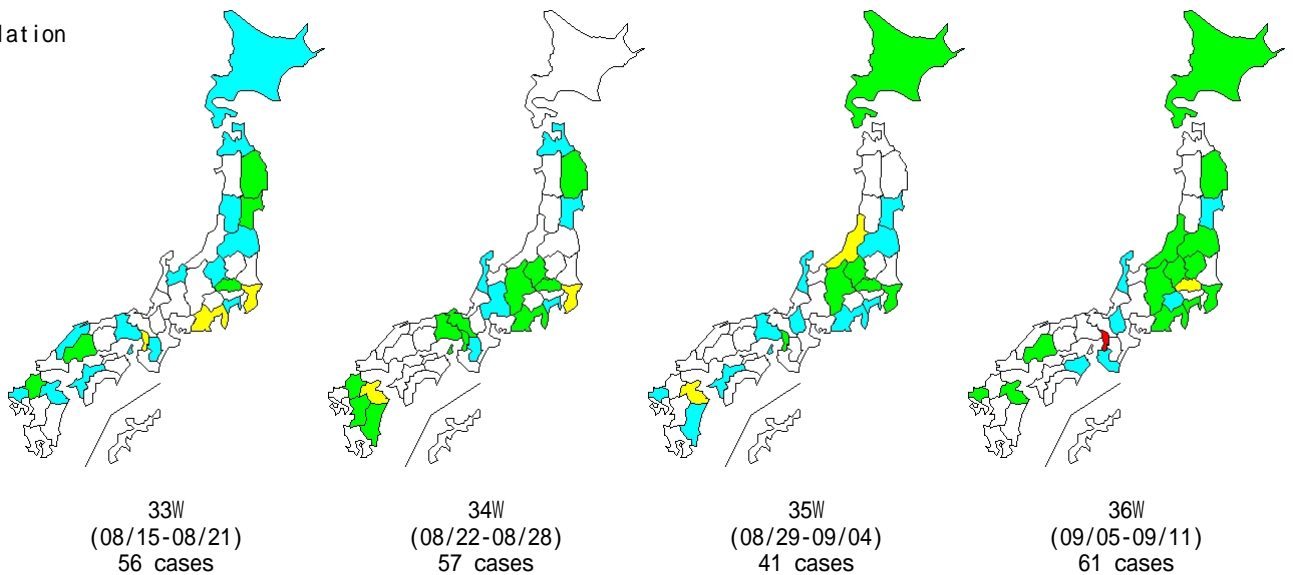 33W
(08/15-08/21)
56 cases
34W
(08/22-08/28)
57 cases
35W
(08/29-09/04)
41 cases
36W
(09/05-09/11)
61 cases